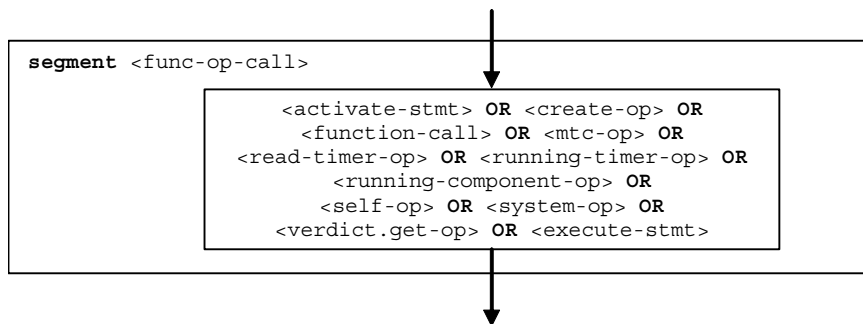 segment <func-op-call>
<activate-stmt> OR <create-op> OR
<function-call> OR <mtc-op> OR
<read-timer-op> OR <running-timer-op> OR
<running-component-op> OR
<self-op> OR <system-op> OR
<verdict.get-op> OR <execute-stmt>